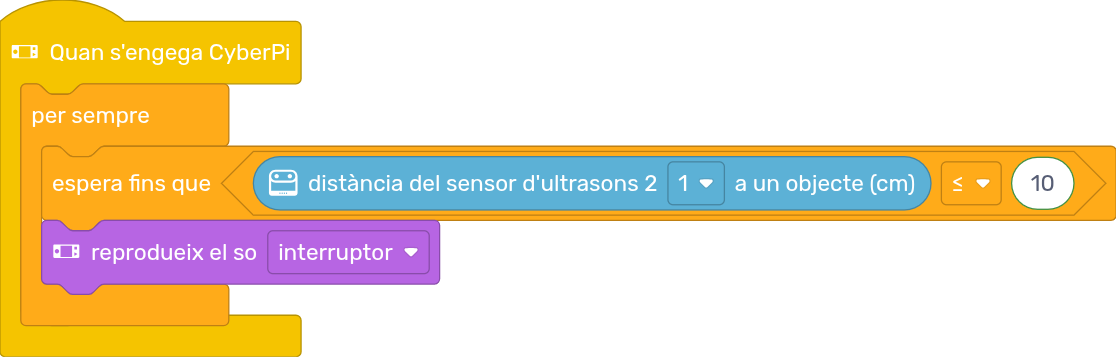 Quan s'engega CyberPi
per sempre
espera fins que distància del sensor d'ultrasons 2 1 a un objecte (cm) ≤ 10
reprodueix el so interruptor